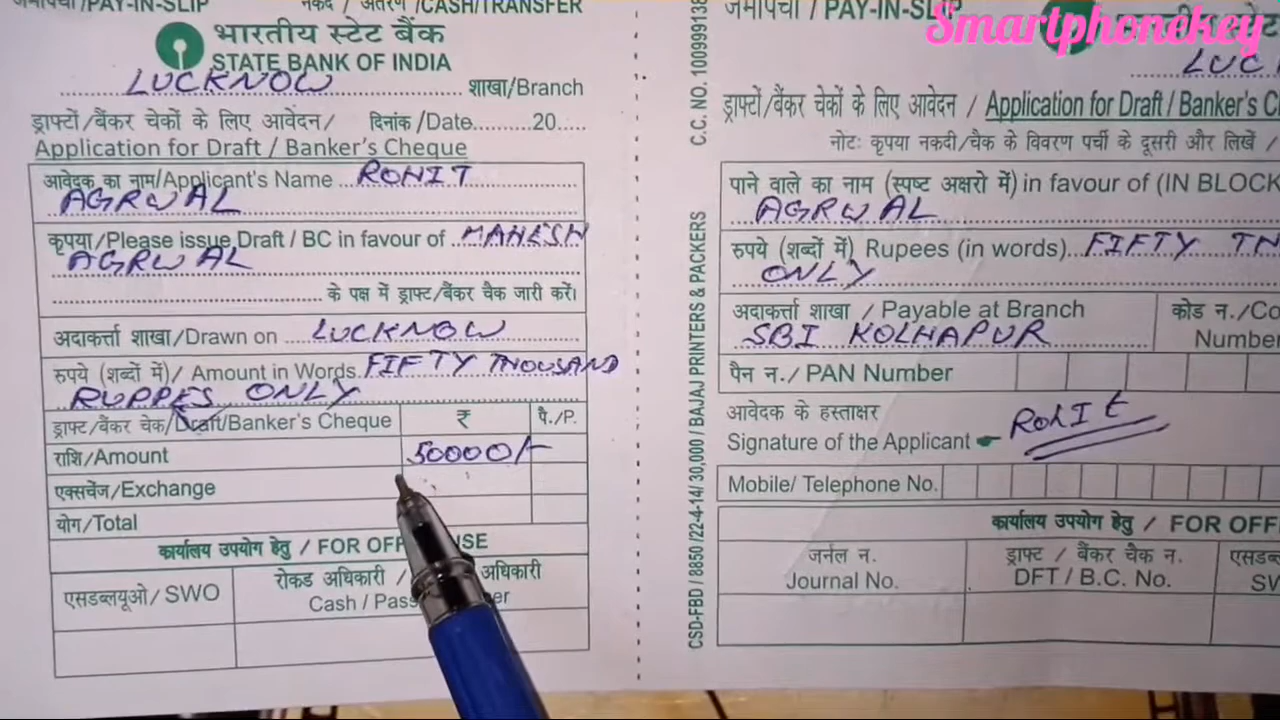 जमापर्ची/PAY-IN-SLIP नकद / अंतरण /CASH/TRANSFER
भारतीय स्टेट बैंक
STATE BANK OF INDIA
LUCKNOW शाखा/Branch
ड्राफ्टों/बैंकर चेकों के लिए आवेदन/ दिनांक/Date.........20.....
Application for Draft / Banker's Cheque
आवेदक का नाम/Applicant's Name ROHIT
AGRWAL
कृपया/Please issue Draft / BC in favour of MAHESH
AGRWAL
के पक्ष में ड्राफ्ट/बैंकर चैक जारी करें।
अदाकर्त्ता शाखा/Drawn on LUCKNOW
रुपये (शब्दों में)/ Amount in Words FIFTY THOUSAND
RUPPES ONLY
ड्राफ्ट/बैंकर चेक/Draft/Banker's Cheque ₹ पै./P.
राशि/Amount 50000/-
एक्सचेंज/Exchange
योग/Total
कार्यालय उपयोग हेतु / FOR OFF USE
एसडब्लयूओ / SWO रोकड अधिकारी / अधिकारी
Cash / Pass
C.C. NO. 100999138
CSD-FBD / 8850 /22-4-14/ 30,000 / BAJAJ PRINTERS & PACKERS
जमापर्ची / PAY-IN-SLIP
Smartphonekey
LUC
ड्राफ्टों/बैंकर चेकों के लिए आवेदन / Application for Draft / Banker's C
नोटः कृपया नकदी/चैक के विवरण पर्ची के दूसरी और लिखें /
पाने वाले का नाम (स्पष्ट अक्षरो में) in favour of (IN BLOCK
AGRWAL
रुपये (शब्दों में) Rupees (in words) FIFTY TH
ONLY
अदाकर्त्ता शाखा / Payable at Branch कोड न./Co
SBI KOLHAPUR Number
पैन न./ PAN Number
आवेदक के हस्ताक्षर
Signature of the Applicant ROHIT
Mobile/ Telephone No.
कार्यालय उपयोग हेतु / FOR OFF
जर्नल न. ड्राफ्ट / बैंकर चैक न. एसडब्ल
Journal No. DFT / B.C. No. SW